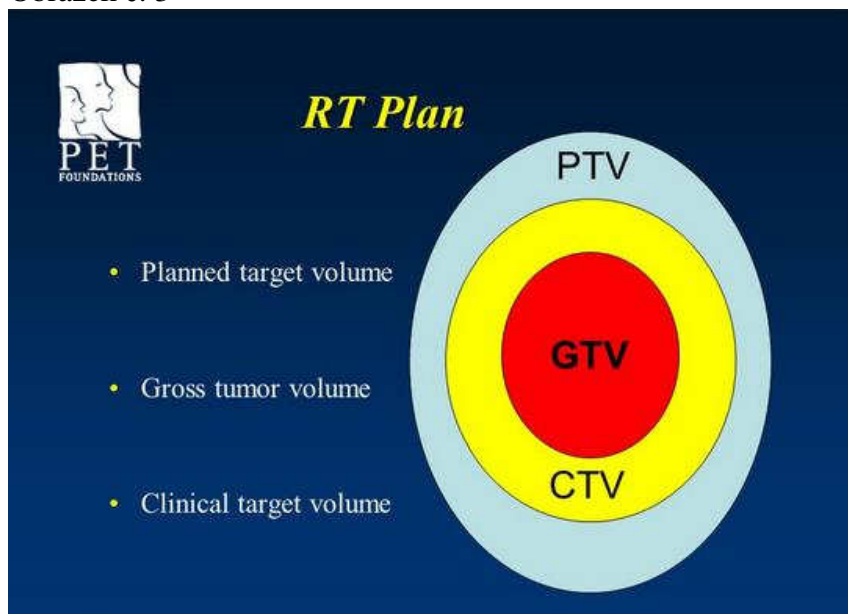 RT Plan
PET
FOUNDATIONS
PTV
• Planned target volume
GTV
• Gross tumor volume
CTV
• Clinical target volume